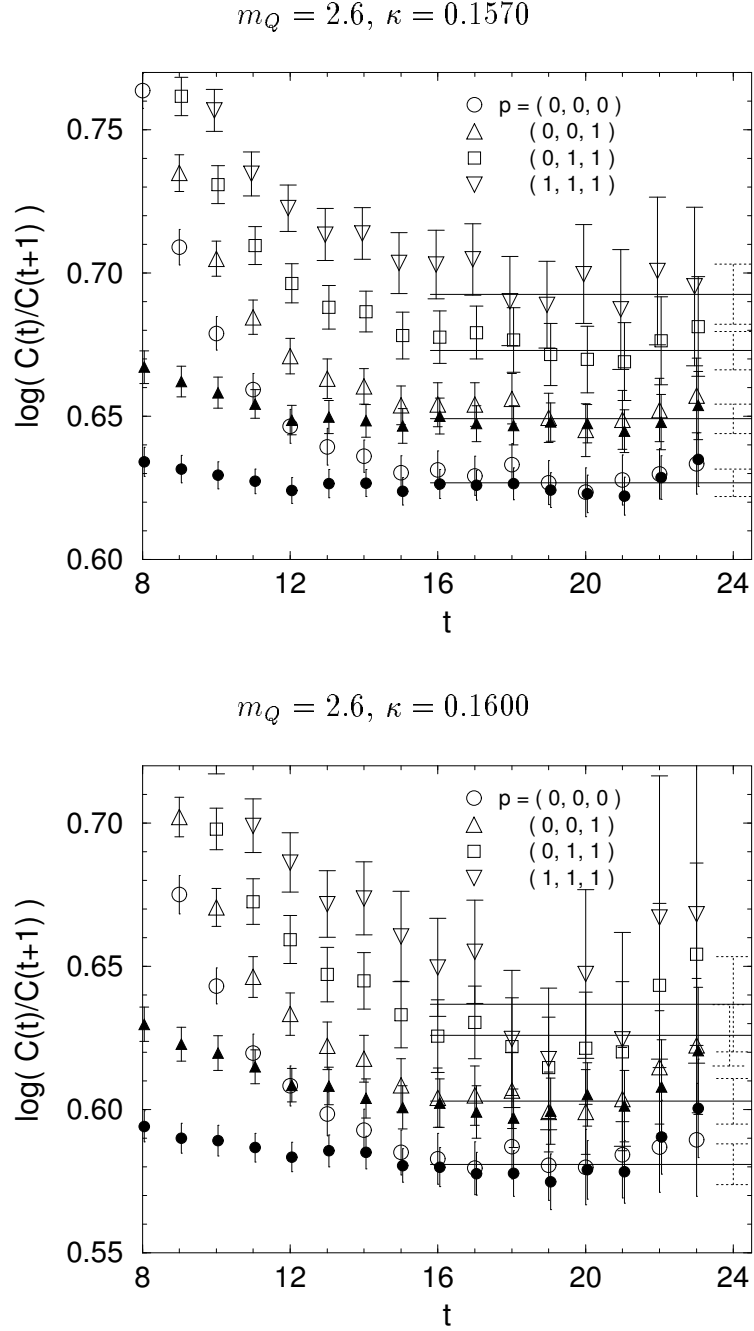 m_Q = 2.6, κ = 0.1570
log( C(t)/C(t+1) )
0.75
0.70
0.65
0.60
p = ( 0, 0, 0 )
( 0, 0, 1 )
( 0, 1, 1 )
( 1, 1, 1 )
8 12 16 20 24
t
m_Q = 2.6, κ = 0.1600
log( C(t)/C(t+1) )
0.70
0.65
0.60
0.55
p = ( 0, 0, 0 )
( 0, 0, 1 )
( 0, 1, 1 )
( 1, 1, 1 )
8 12 16 20 24
t